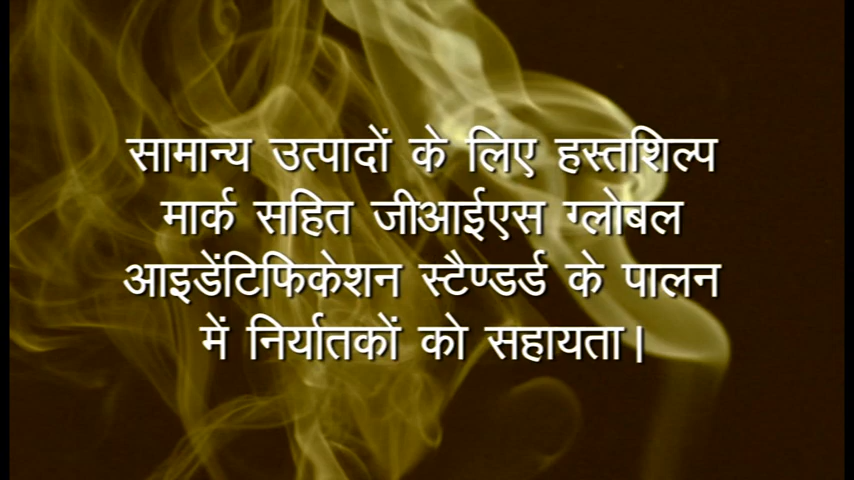 सामान्य उत्पादों के लिए हस्तशिल्प
मार्क सहित जीआईएस ग्लोबल
आइडेंटिफिकेशन स्टैण्डर्ड के पालन
में निर्यातकों को सहायता।